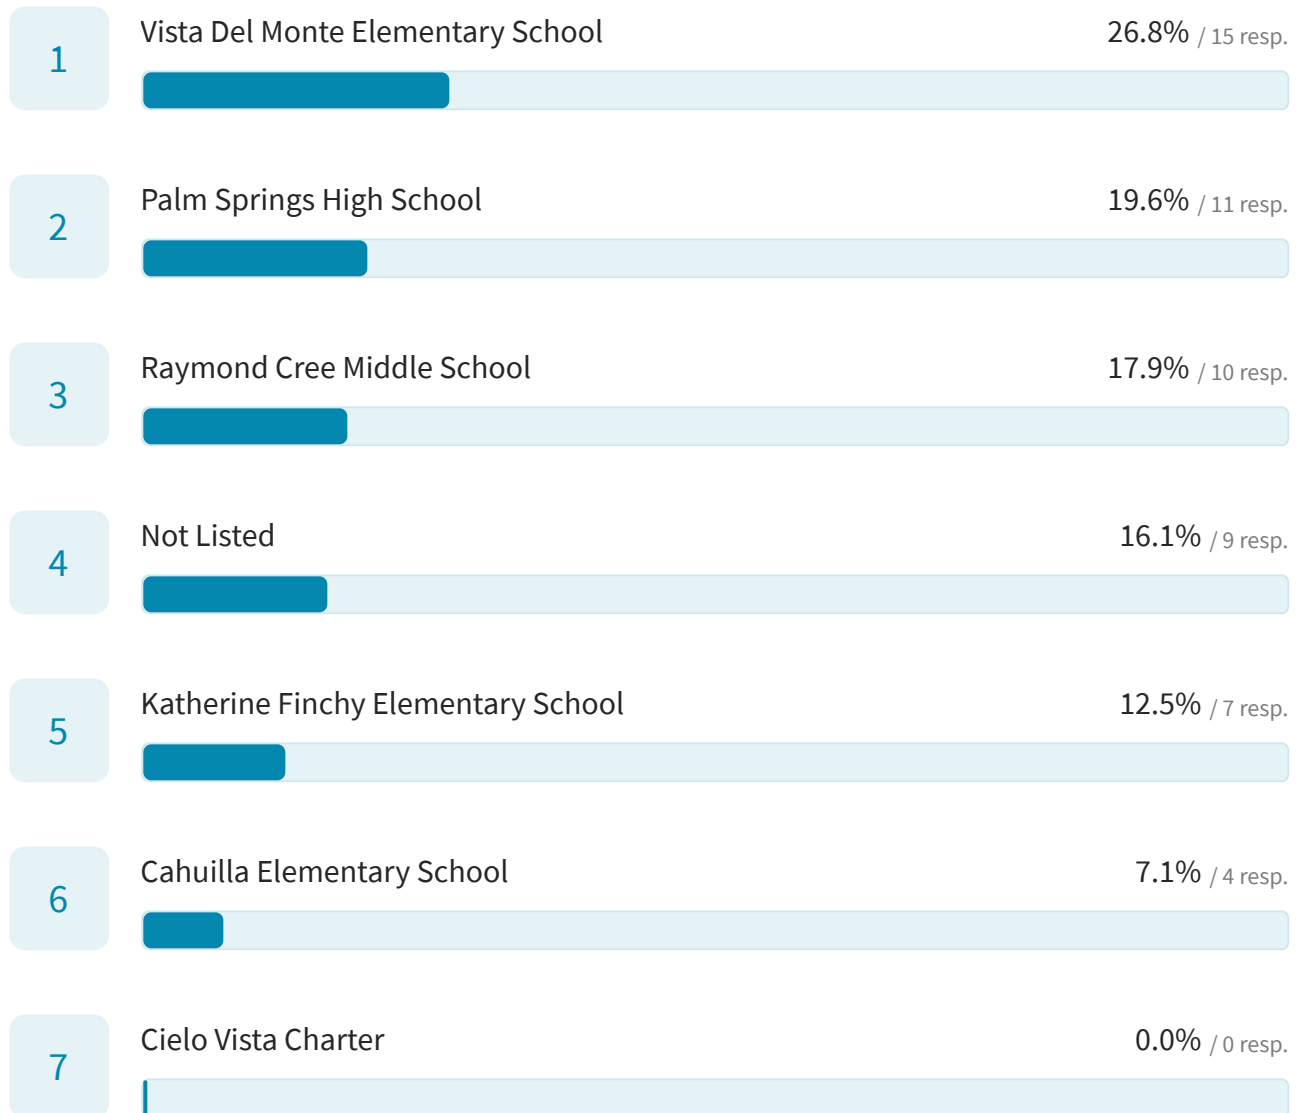 1
Vista Del Monte Elementary School 26.8% / 15 resp.
2
Palm Springs High School 19.6% / 11 resp.
3
Raymond Cree Middle School 17.9% / 10 resp.
4
Not Listed 16.1% / 9 resp.
5
Katherine Finchy Elementary School 12.5% / 7 resp.
6
Cahuilla Elementary School 7.1% / 4 resp.
7
Cielo Vista Charter 0.0% / 0 resp.